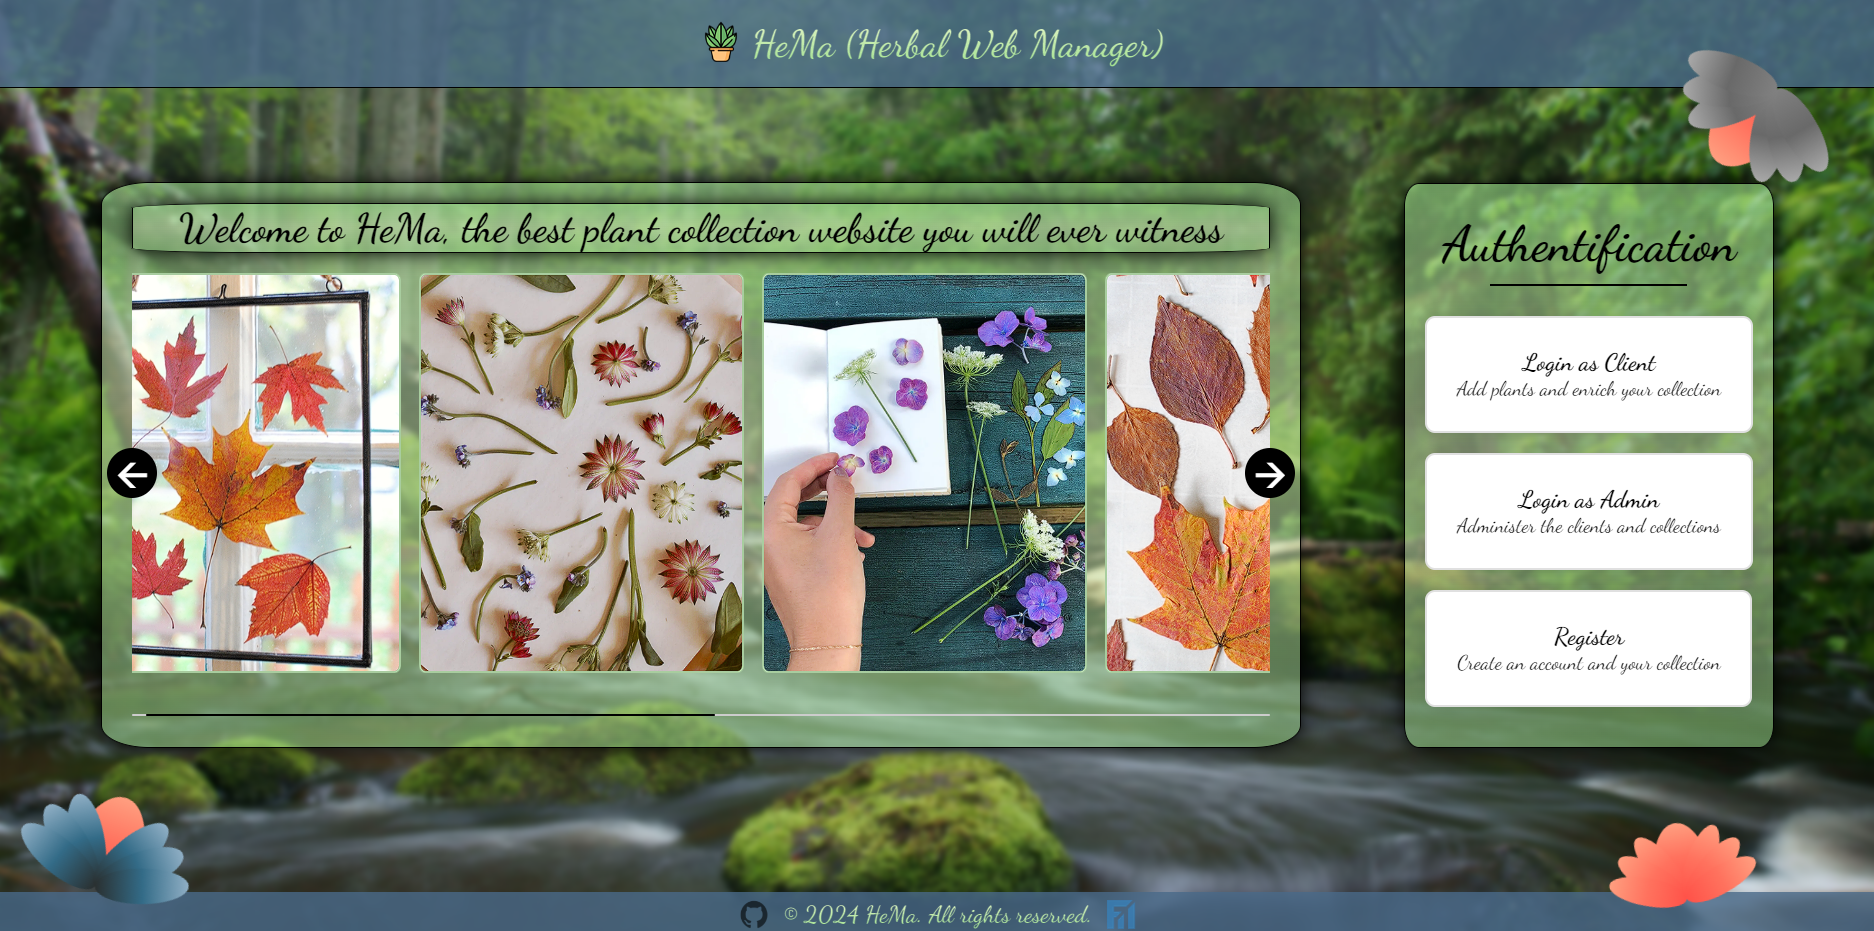 HeMa (Herbal Web Manager)
Welcome to HeMa, the best plant collection website you will ever witness
Authentification
Login as Client
Add plants and enrich your collection
Login as Admin
Administer the clients and collections
Register
Create an account and your collection
© 2024 HeMa. All rights reserved.